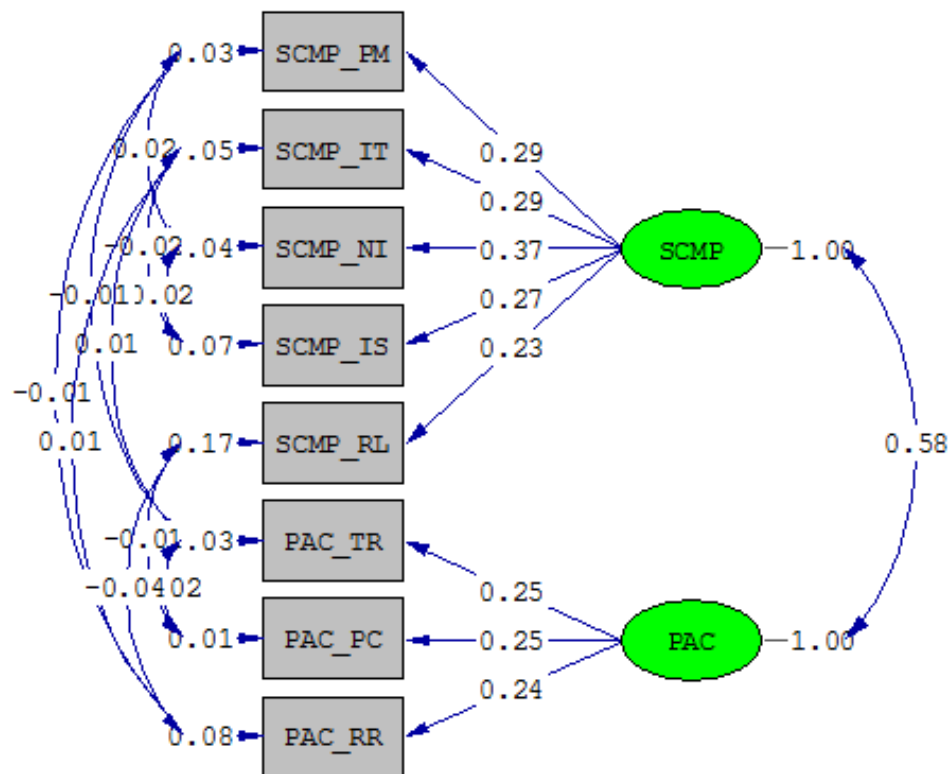 0.03 SCMP_PM
0.02 .05 SCMP_IT 0.29
0.29
-0.02 0.04 SCMP_NI 0.37 SCMP 1.00
-0.01 0.02 0.27
0.01 0.07 SCMP_IS 0.23
-0.01
0.01 0.17 SCMP_RL 0.58
-0.01 .03 PAC_TR
-0.04 02 0.25
0.01 PAC_PC 0.25 PAC 1.00
0.24
0.08 PAC_RR